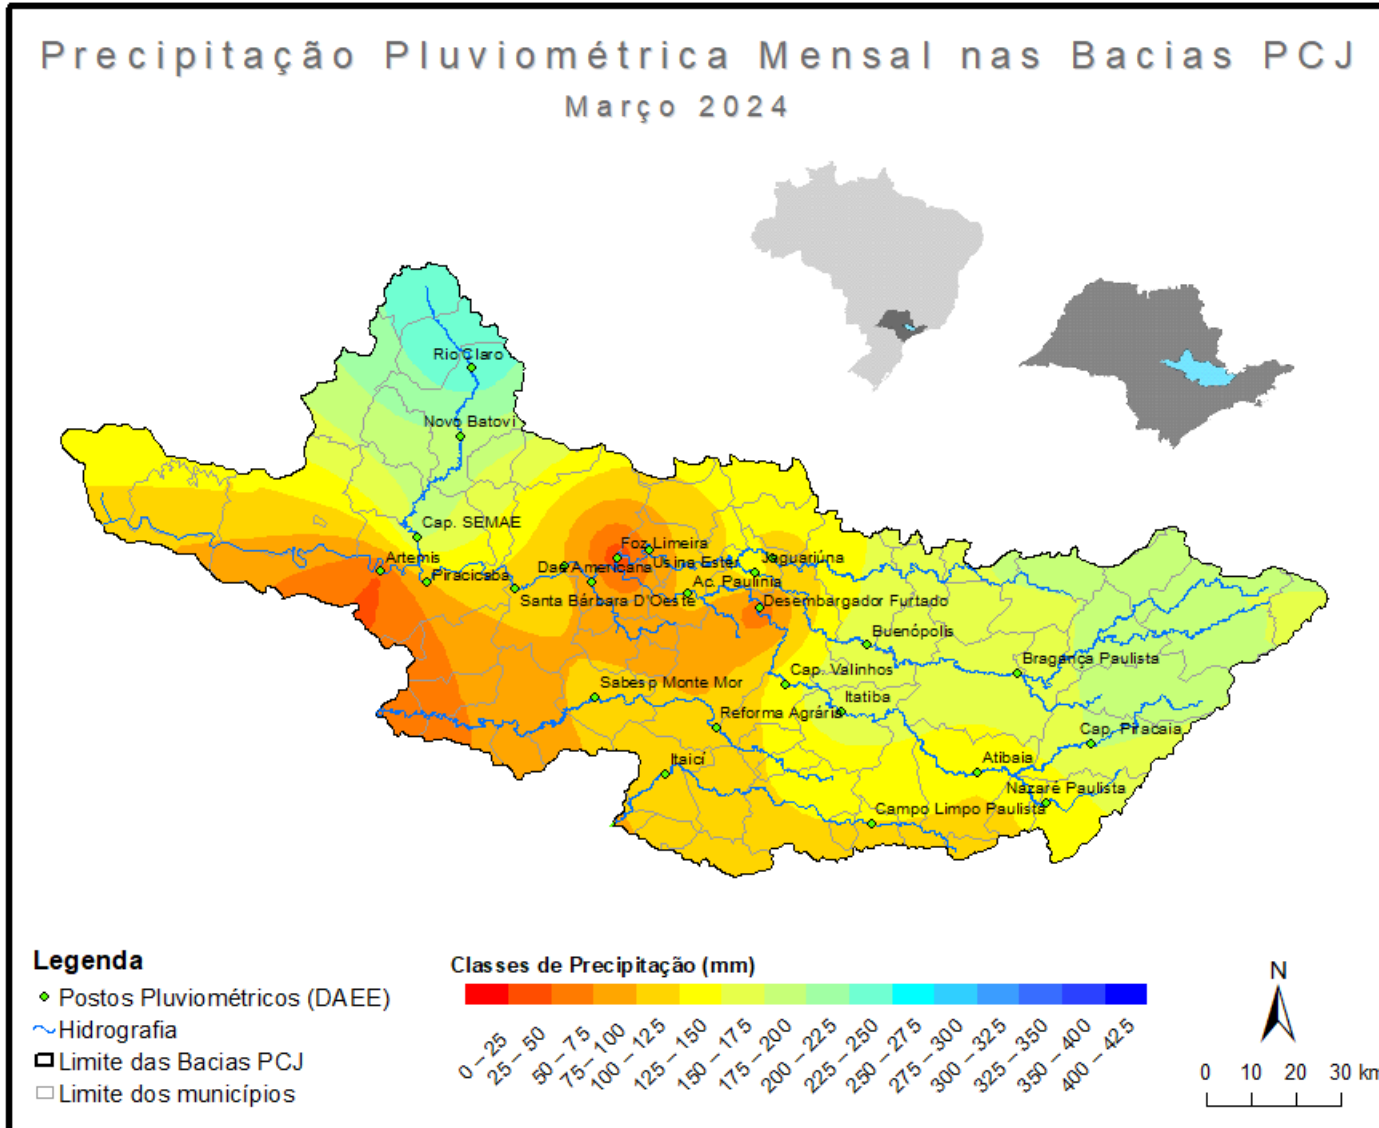 Precipitação Pluviométrica Mensal nas Bacias PCJ
Março 2024
Rio Claro
Novo Batovi
Cap. SEMAE
Artemis
Piracicaba
Foz Limeira
Usina Ester
Jaguariúna
Dae Americana
Ac. Paulínia
Santa Bárbara D'Oeste
Desembargador Furtado
Buenópolis
Bragança Paulista
Cap. Valinhos
Sabesp Monte Mor
Itatiba
Reforma Agrária
Cap. Piracaia
Itaici
Atibaia
Nazaré Paulista
Campo Limpo Paulista
Legenda
Postos Pluviométricos (DAEE)
Hidrografia
Limite das Bacias PCJ
Limite dos municípios
Classes de Precipitação (mm)
0 – 25
25 – 50
50 – 75
75 – 100
100 – 125
125 – 150
150 – 175
175 – 200
200 – 225
225 – 250
250 – 275
275 – 300
300 – 325
325 – 350
350 – 400
400 – 425
N
0 10 20 30 km